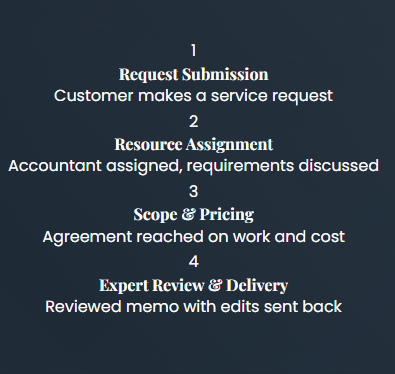 1
Request Submission
Customer makes a service request
2
Resource Assignment
Accountant assigned, requirements discussed
3
Scope & Pricing
Agreement reached on work and cost
4
Expert Review & Delivery
Reviewed memo with edits sent back